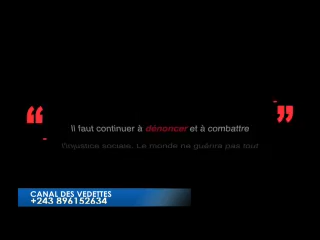 Il faut continuer à dénoncer et à combattre
l'injustice sociale. Le monde ne guérira pas tout
CANAL DES VEDETTES
+243 896152634